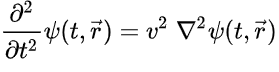 ∂²/∂t² ψ(t, r⃗) = v² ∇²ψ(t, r⃗)